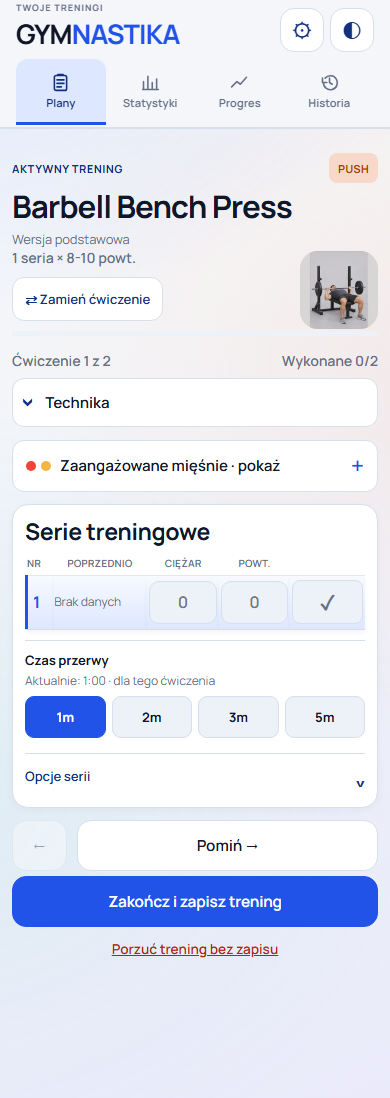 TWOJE TRENINGI
GYMNASTIKA
Plany
Statystyki
Progres
Historia
AKTYWNY TRENING
PUSH
Barbell Bench Press
Wersja podstawowa
1 seria × 8-10 powt.
⇄ Zamień ćwiczenie
Ćwiczenie 1 z 2
Wykonane 0/2
Technika
Zaangażowane mięśnie · pokaż
+
Serie treningowe
NR POPRZEDNIO CIĘŻAR POWT.
1 Brak danych 0 0 ✓
Czas przerwy
Aktualnie: 1:00 · dla tego ćwiczenia
1m 2m 3m 5m
Opcje serii
← Pomiń →
Zakończ i zapisz trening
Porzuć trening bez zapisu